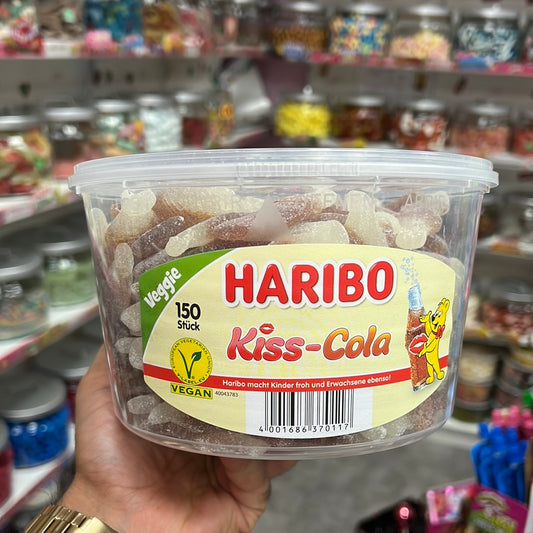 Veggie
150
Stück
HARIBO
Kiss-Cola
VEGAN
40043783
Haribo macht Kinder froh und Erwachsene ebenso!
4 001686 370117